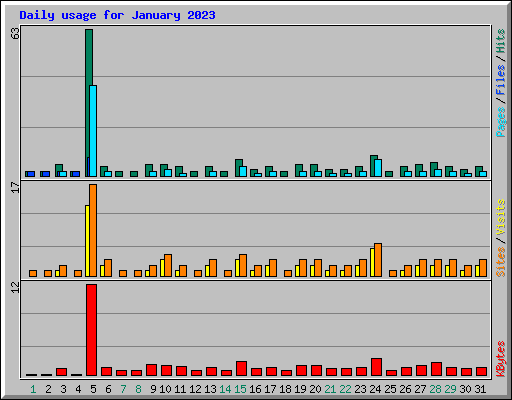 Daily usage for January 2023
63
Pages / Files / Hits
17
Sites / Visits
12
KBytes
1 2 3 4 5 6 7 8 9 10 11 12 13 14 15 16 17 18 19 20 21 22 23 24 25 26 27 28 29 30 31